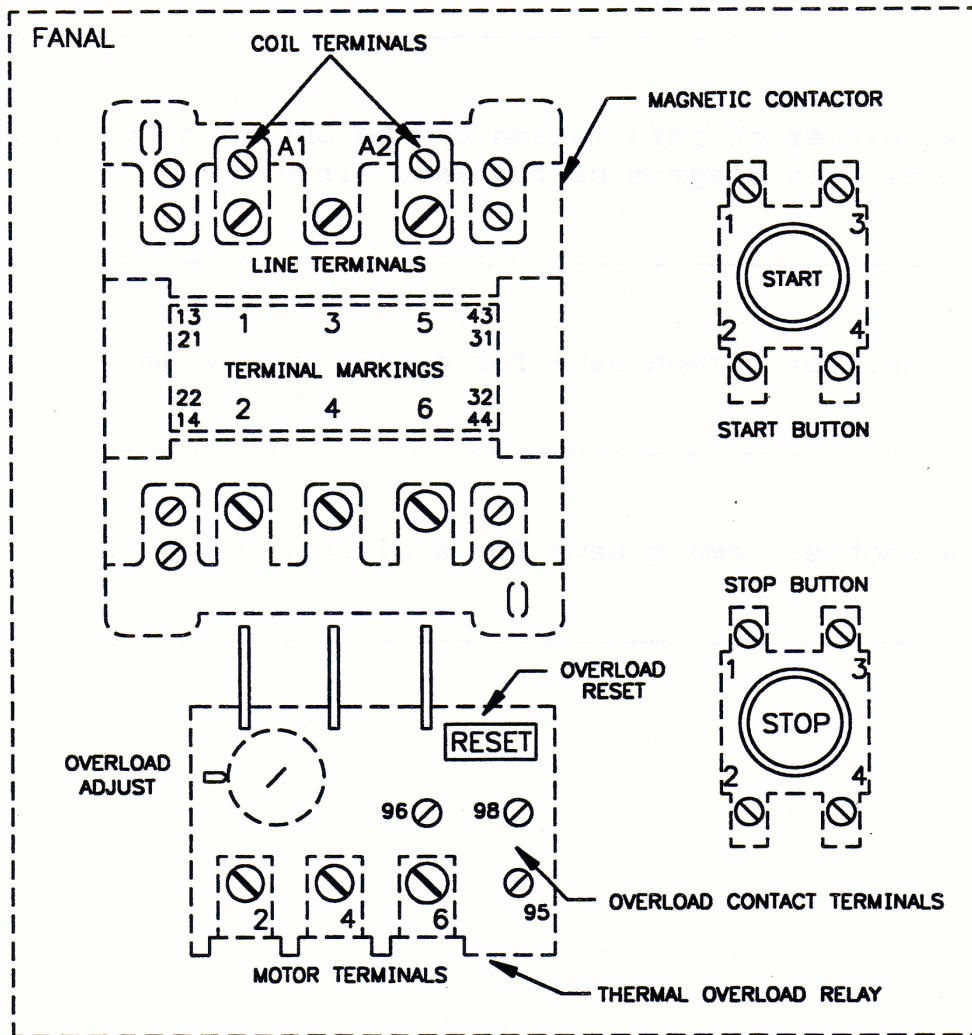 FANAL
COIL TERMINALS
MAGNETIC CONTACTOR
A1 A2
1 3
START
2 4
START BUTTON
LINE TERMINALS
13 1 3 5 43
21 31
TERMINAL MARKINGS
22 2 4 6 32
14 44
STOP BUTTON
1 3
STOP
2 4
OVERLOAD
RESET
RESET
OVERLOAD
ADJUST
96 98
2 4 6 95
OVERLOAD CONTACT TERMINALS
MOTOR TERMINALS
THERMAL OVERLOAD RELAY